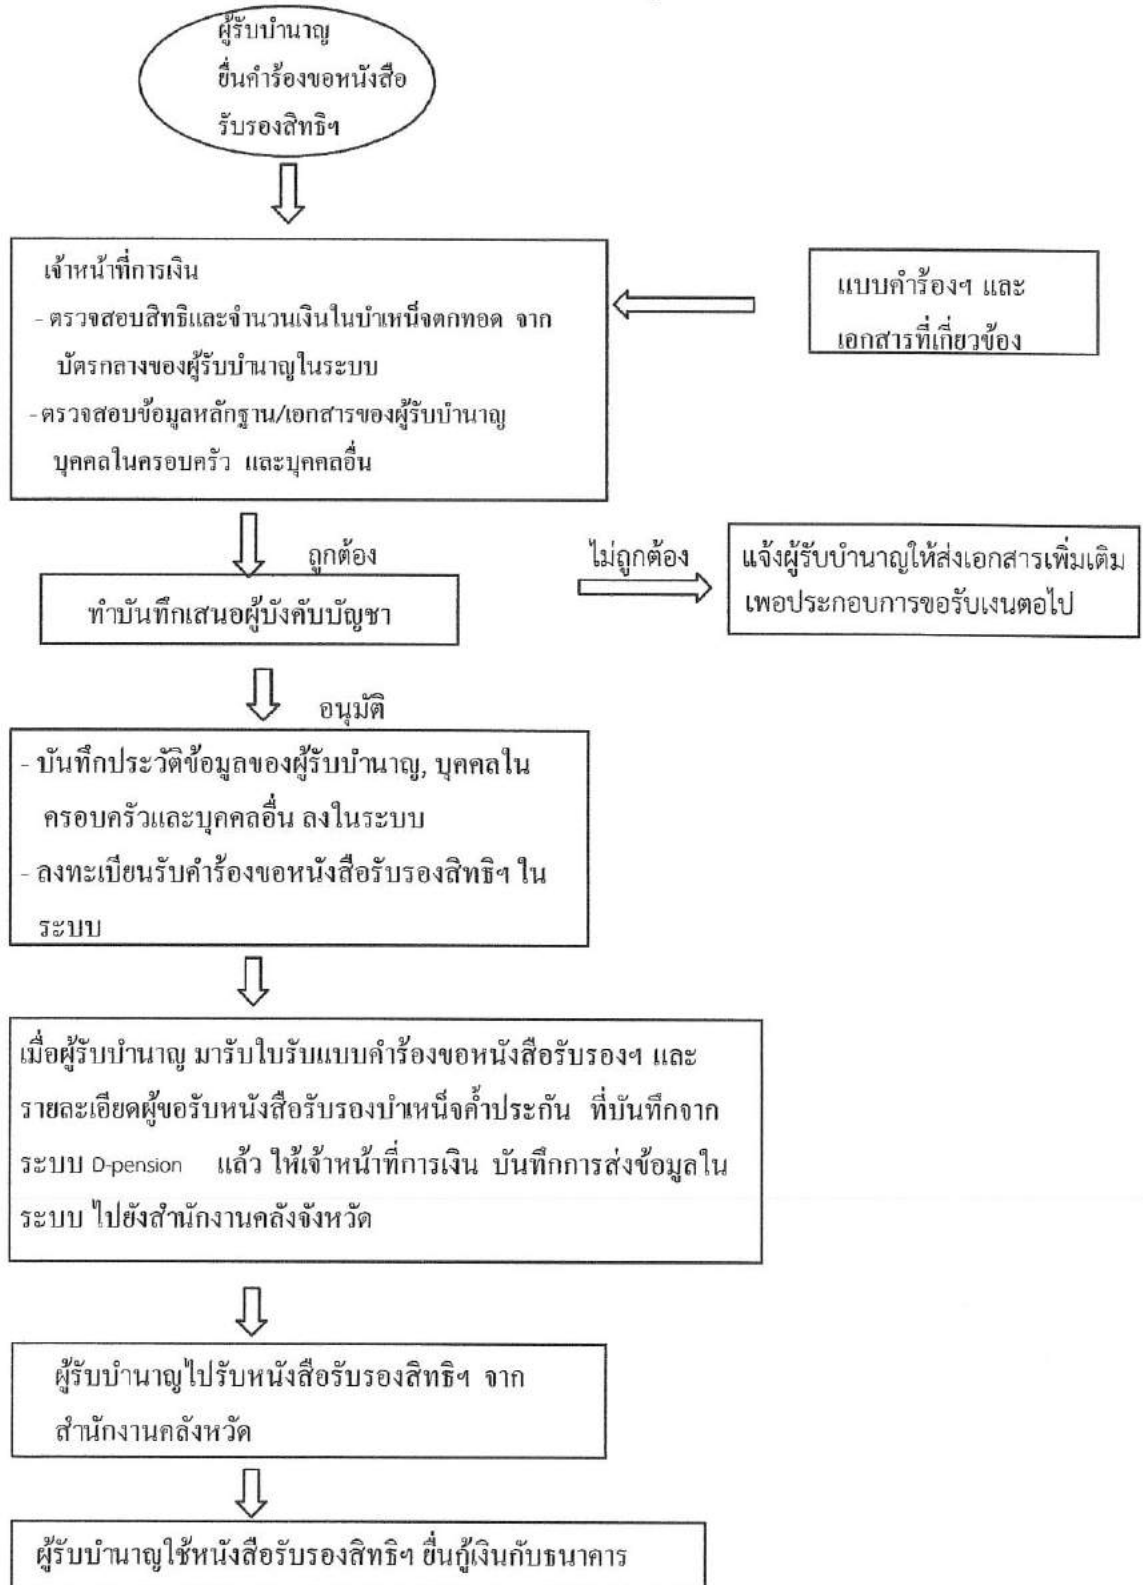 ผู้รับบำนาญ
ยื่นคำร้องขอหนังสือ
รับรองสิทธิฯ
เจ้าหน้าที่การเงิน
- ตรวจสอบสิทธิและจำนวนเงินในบำเหน็จตกทอด จาก
บัตรกลางของผู้รับบำนาญในระบบ
- ตรวจสอบข้อมูลหลักฐาน/เอกสารของผู้รับบำนาญ
บุคคลในครอบครัว และบุคคลอื่น
แบบคำร้องฯ และ
เอกสารที่เกี่ยวข้อง
ถูกต้อง
ไม่ถูกต้อง
แจ้งผู้รับบำนาญให้ส่งเอกสารเพิ่มเติม
เพอประกอบการขอรับเงนตอไป
ทำบันทึกเสนอผู้บังคับบัญชา
อนุมัติ
- บันทึกประวัติข้อมูลของผู้รับบำนาญ, บุคคลใน
ครอบครัวและบุคคลอื่น ลงในระบบ
- ลงทะเบียนรับคำร้องขอหนังสือรับรองสิทธิฯ ใน
ระบบ
เมื่อผู้รับบำนาญ มารับใบรับแบบคำร้องขอหนังสือรับรองฯ และ
รายละเอียดผู้ขอรับหนังสือรับรองบำเหน็จค้ำประกัน ที่บันทึกจาก
ระบบ D-pension แล้ว ให้เจ้าหน้าที่การเงิน บันทึกการส่งข้อมูลใน
ระบบ ไปยังสำนักงานคลังจังหวัด
ผู้รับบำนาญไปรับหนังสือรับรองสิทธิฯ จาก
สำนักงานคลังหวัด
ผู้รับบำนาญใช้หนังสือรับรองสิทธิฯ ยื่นกู้เงินกับธนาคาร